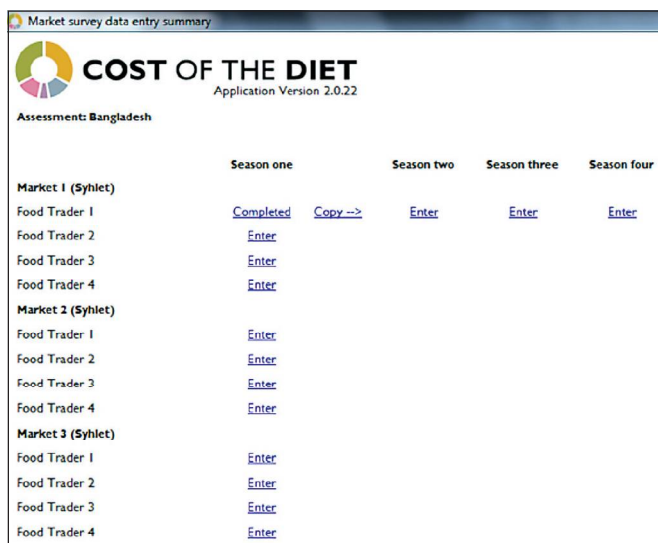 Market survey data entry summary
COST OF THE DIET
Application Version 2.0.22
Assessment: Bangladesh
Season one Season two Season three Season four
Market 1 (Syhlet)
Food Trader 1 Completed Copy --> Enter Enter Enter
Food Trader 2 Enter
Food Trader 3 Enter
Food Trader 4 Enter
Market 2 (Syhlet)
Food Trader 1 Enter
Food Trader 2 Enter
Food Trader 3 Enter
Food Trader 4 Enter
Market 3 (Syhlet)
Food Trader 1 Enter
Food Trader 2 Enter
Food Trader 3 Enter
Food Trader 4 Enter